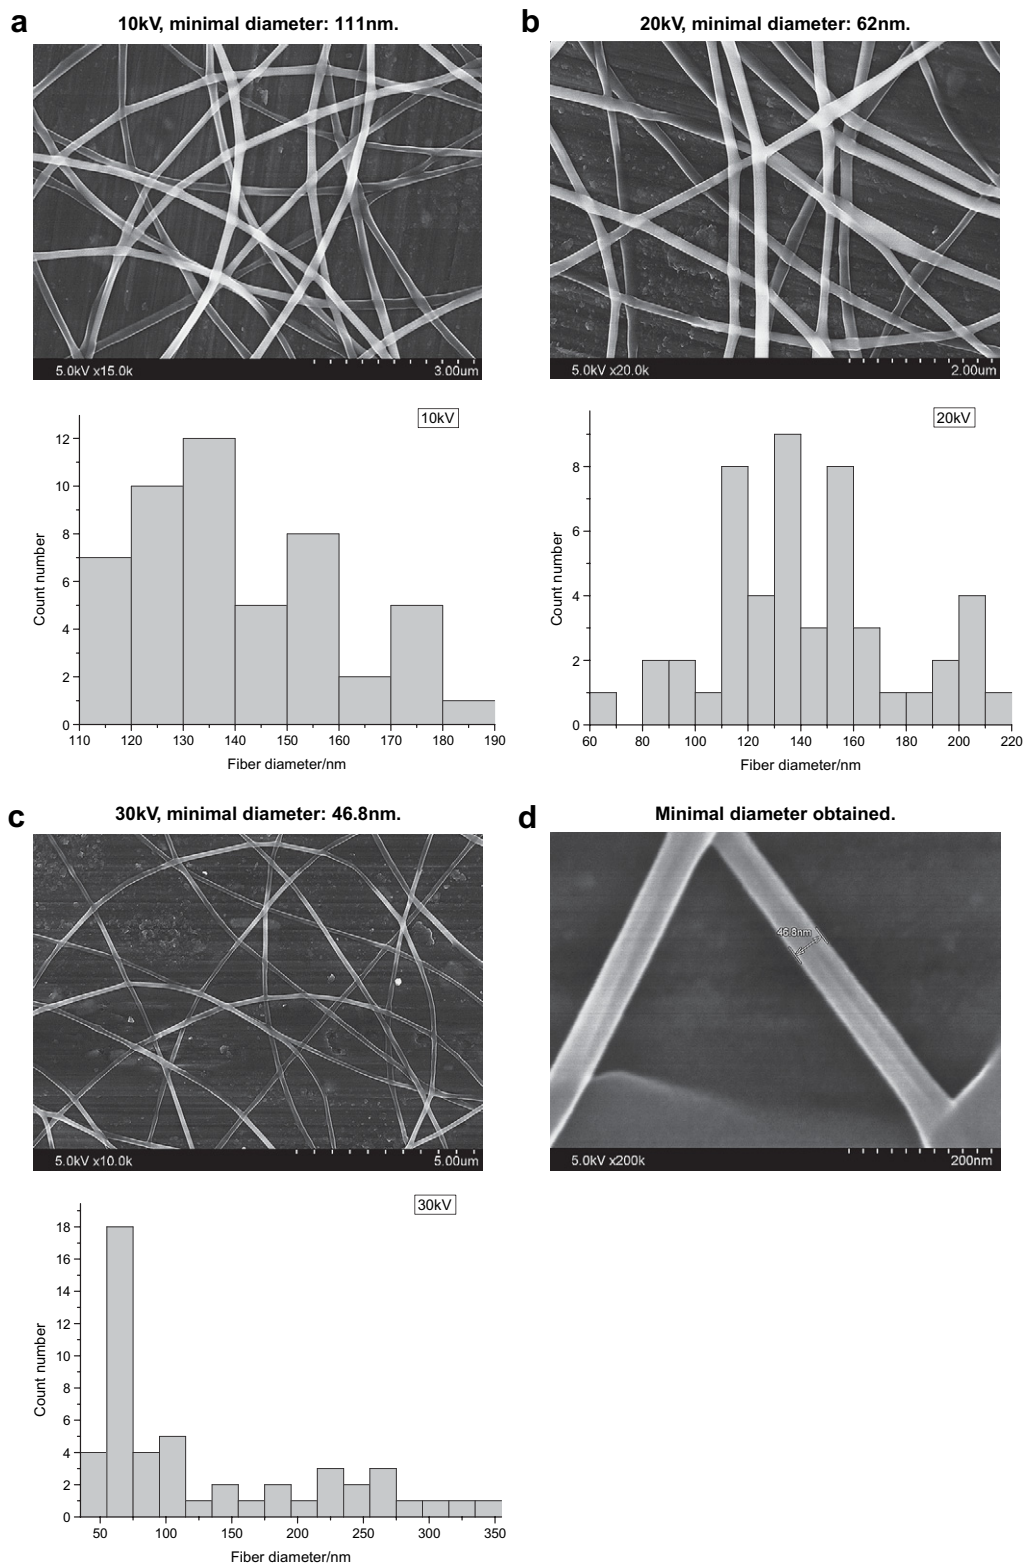 a
10kV, minimal diameter: 111nm.
5.0kV x15.0k
3.00um
10kV
Count number
12
10
8
6
4
2
0
110 120 130 140 150 160 170 180 190
Fiber diameter/nm
b
20kV, minimal diameter: 62nm.
5.0kV x20.0k
2.00um
20kV
Count number
8
6
4
2
0
60 80 100 120 140 160 180 200 220
Fiber diameter/nm
c
30kV, minimal diameter: 46.8nm.
5.0kV x10.0k
5.00um
30kV
Count number
18
16
14
12
10
8
6
4
2
0
50 100 150 200 250 300 350
Fiber diameter/nm
d
Minimal diameter obtained.
46.8nm
5.0kV x200k
200nm